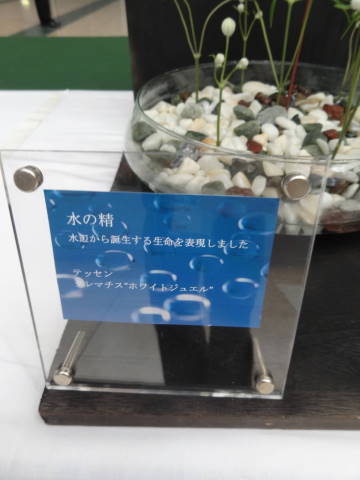 水の精
水面から誕生する生命を表現しました
テッセン
クレマチス"ホワイトジュエル"